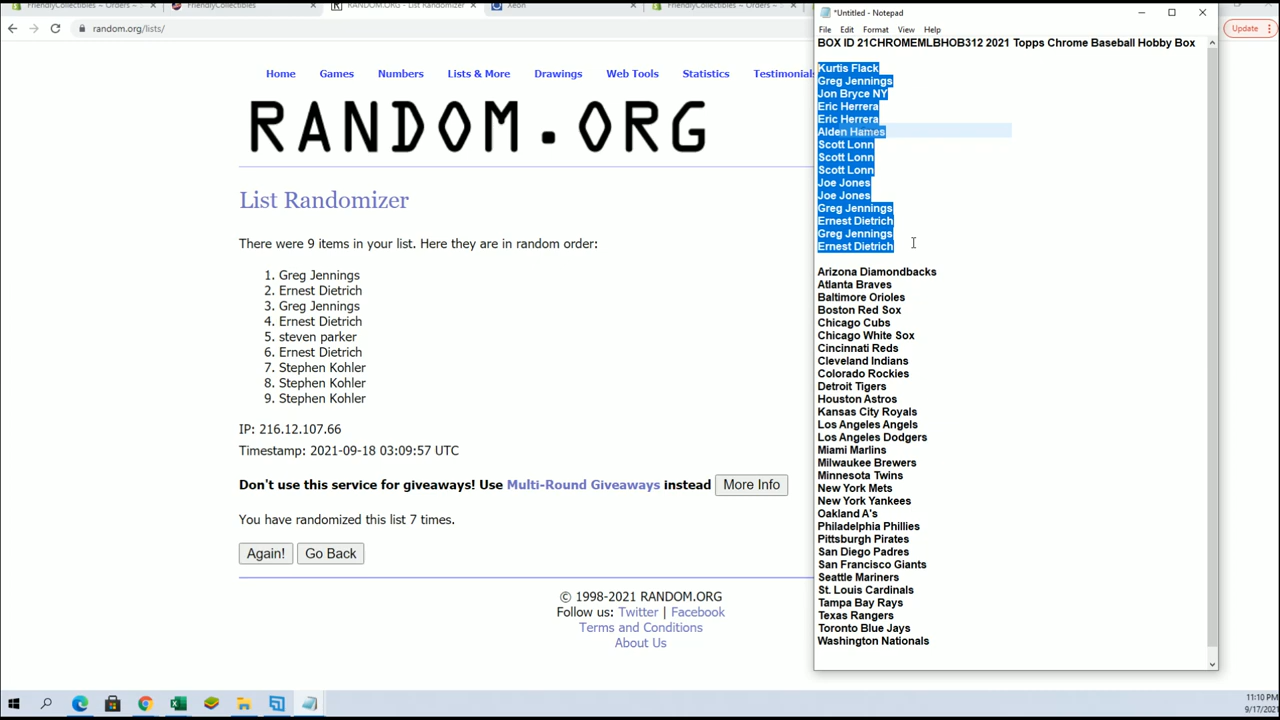 FriendlyCollectibles – Orders – S
FriendlyCollectibles
RANDOM.ORG - List Randomizer
Xeon
FriendlyCollectibles – Orders – S
random.org/lists/
Update
Home
Games
Numbers
Lists & More
Drawings
Web Tools
Statistics
Testimonials
RANDOM.ORG
List Randomizer
There were 9 items in your list. Here they are in random order:
1. Greg Jennings
2. Ernest Dietrich
3. Greg Jennings
4. Ernest Dietrich
5. steven parker
6. Ernest Dietrich
7. Stephen Kohler
8. Stephen Kohler
9. Stephen Kohler
IP: 216.12.107.66
Timestamp: 2021-09-18 03:09:57 UTC
Don't use this service for giveaways! Use Multi-Round Giveaways instead
More Info
You have randomized this list 7 times.
Again!
Go Back
© 1998-2021 RANDOM.ORG
Follow us: Twitter | Facebook
Terms and Conditions
About Us
*Untitled - Notepad
File Edit Format View Help
BOX ID 21CHROMEMLBHOB312 2021 Topps Chrome Baseball Hobby Box
Kurtis Flack
Greg Jennings
Jon Bryce NY
Eric Herrera
Eric Herrera
Alden Hames
Scott Lonn
Scott Lonn
Scott Lonn
Joe Jones
Joe Jones
Greg Jennings
Ernest Dietrich
Greg Jennings
Ernest Dietrich
Arizona Diamondbacks
Atlanta Braves
Baltimore Orioles
Boston Red Sox
Chicago Cubs
Chicago White Sox
Cincinnati Reds
Cleveland Indians
Colorado Rockies
Detroit Tigers
Houston Astros
Kansas City Royals
Los Angeles Angels
Los Angeles Dodgers
Miami Marlins
Milwaukee Brewers
Minnesota Twins
New York Mets
New York Yankees
Oakland A's
Philadelphia Phillies
Pittsburgh Pirates
San Diego Padres
San Francisco Giants
Seattle Mariners
St. Louis Cardinals
Tampa Bay Rays
Texas Rangers
Toronto Blue Jays
Washington Nationals
11:10 PM
9/17/2021